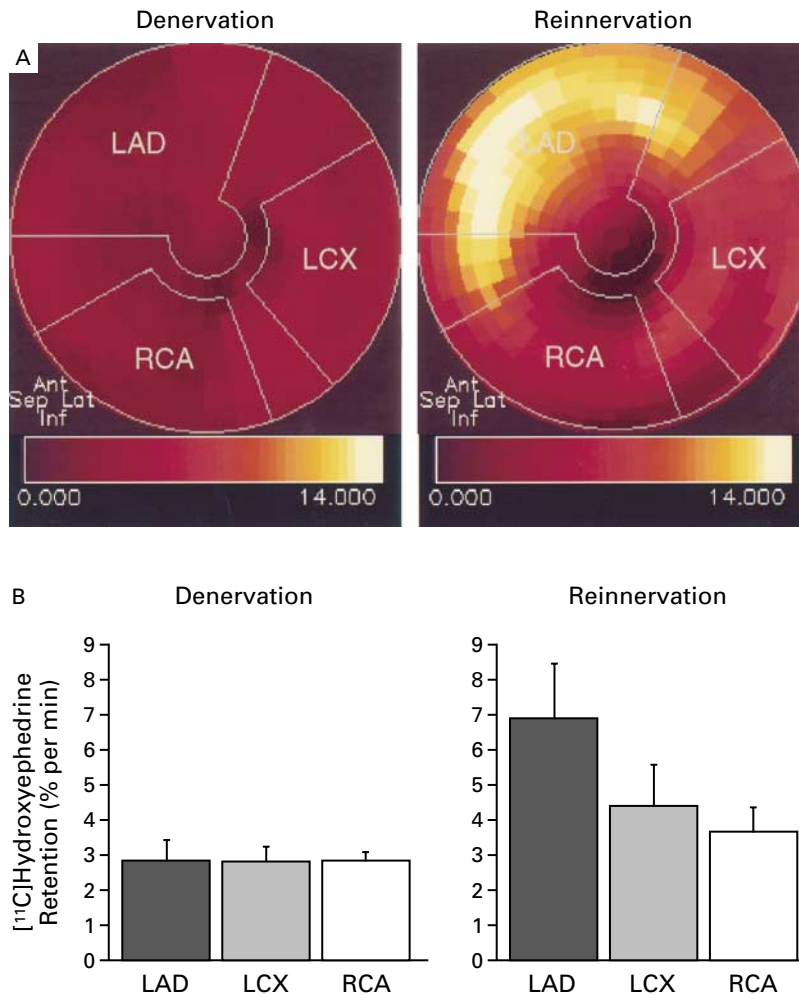 Denervation
Reinnervation
A
LAD
LCX
RCA
Ant
Sep Lat
Inf
0.000 14.000
LAD
LCX
RCA
Ant
Sep Lat
Inf
0.000 14.000
B
Denervation
Reinnervation
[¹¹C]Hydroxyephedrine
Retention (% per min)
9
8
7
6
5
4
3
2
1
0
LAD LCX RCA
9
8
7
6
5
4
3
2
1
0
LAD LCX RCA